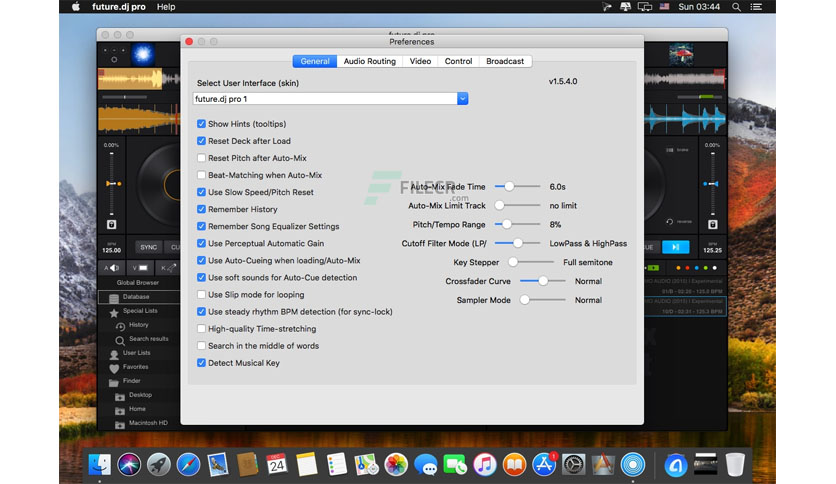 future.dj pro Help Sun 03:44
Preferences
General Audio Routing Video Control Broadcast
Select User Interface (skin) v1.5.4.0
future.dj pro 1
Show Hints (tooltips)
Reset Deck after Load
Reset Pitch after Auto-Mix
Beat-Matching when Auto-Mix
Use Slow Speed/Pitch Reset
Remember History
Remember Song Equalizer Settings
Use Perceptual Automatic Gain
Use Auto-Cueing when loading/Auto-Mix
Use soft sounds for Auto-Cue detection
Use Slip mode for looping
Use steady rhythm BPM detection (for sync-lock)
High-quality Time-stretching
Search in the middle of words
Detect Musical Key
Auto-Mix Fade Time 6.0s
Auto-Mix Limit Track no limit
Pitch/Tempo Range 8%
Cutoff Filter Mode (LP/ LowPass & HighPass
Key Stepper Full semitone
Crossfader Curve Normal
Sampler Mode Normal
FILECR
.com
0.00%
BPM
125.00
SYNC
A V K
Global Browser
Database
Special Lists
History
Search results
User Lists
Favorites
Finder
Desktop
Home
Macintosh HD
0.00%
brake
reverse
CUE
BPM
125.00
DEC
24
1